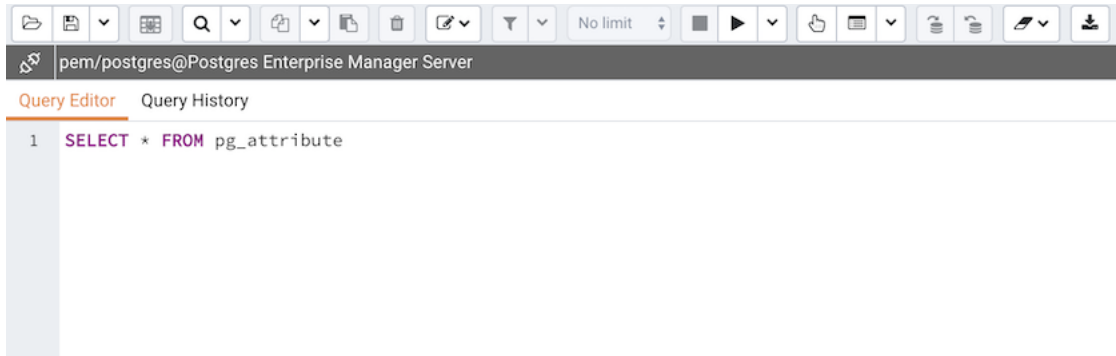 No limit
pem/postgres@Postgres Enterprise Manager Server
Query Editor Query History
1 SELECT * FROM pg_attribute